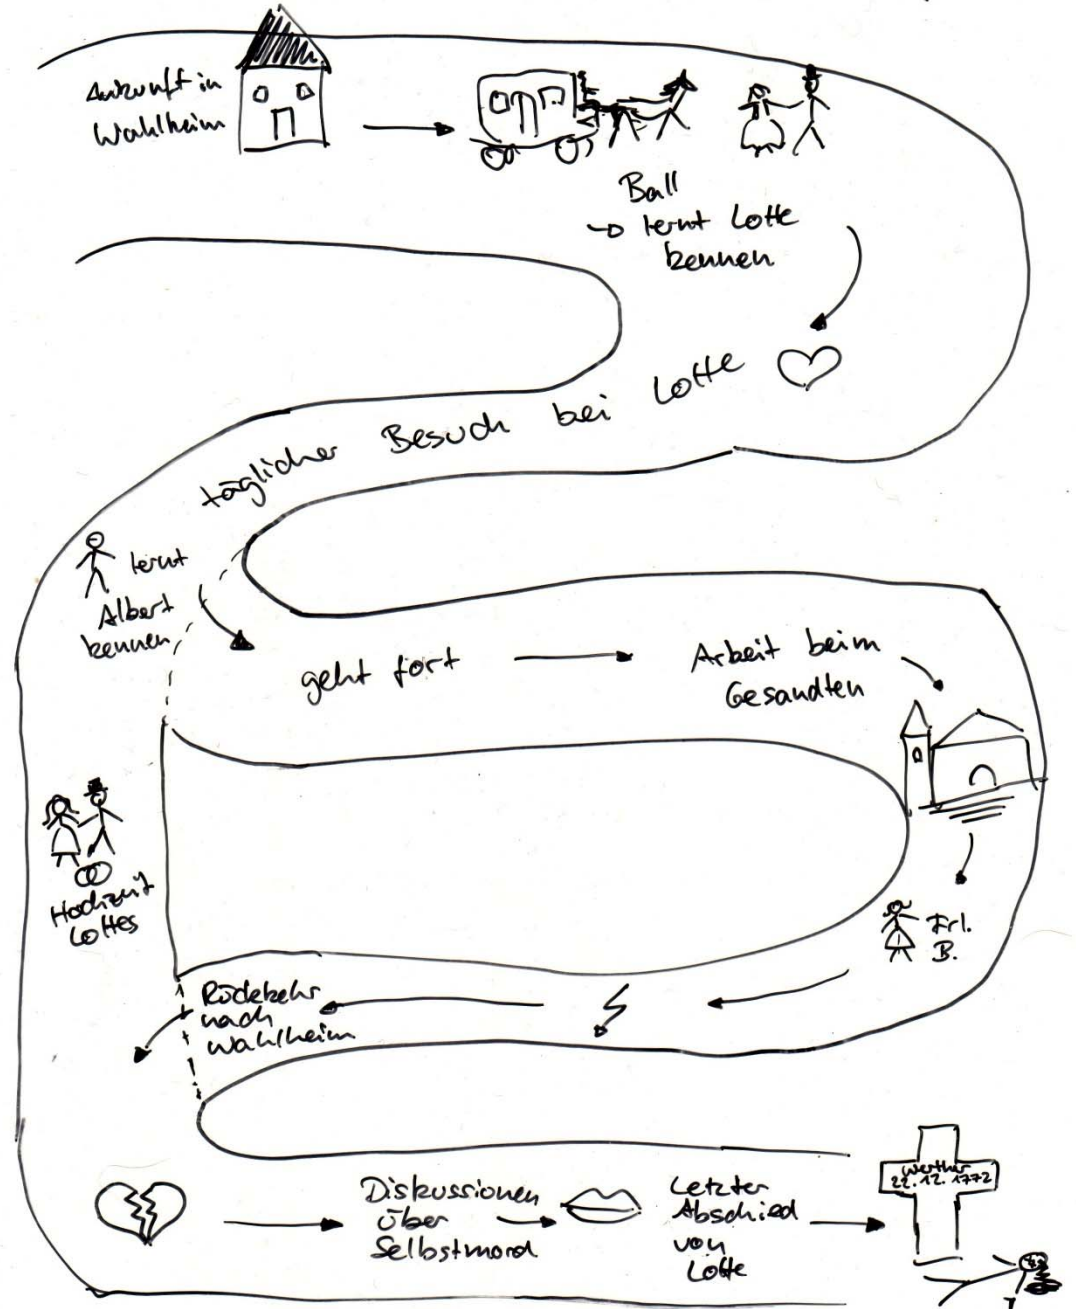 Ankunft in
Wahlheim
Ball
→ lernt Lotte
kennen
täglicher Besuch bei Lotte
lernt
Albert
kennen
geht fort
Arbeit beim
Gesandten
Frl.
B.
Hochzeit
Lottes
Rückkehr
nach
Wahlheim
Diskussionen
über
Selbstmord
Letzter
Abschied
von
Lotte
Werther
22.12.1772